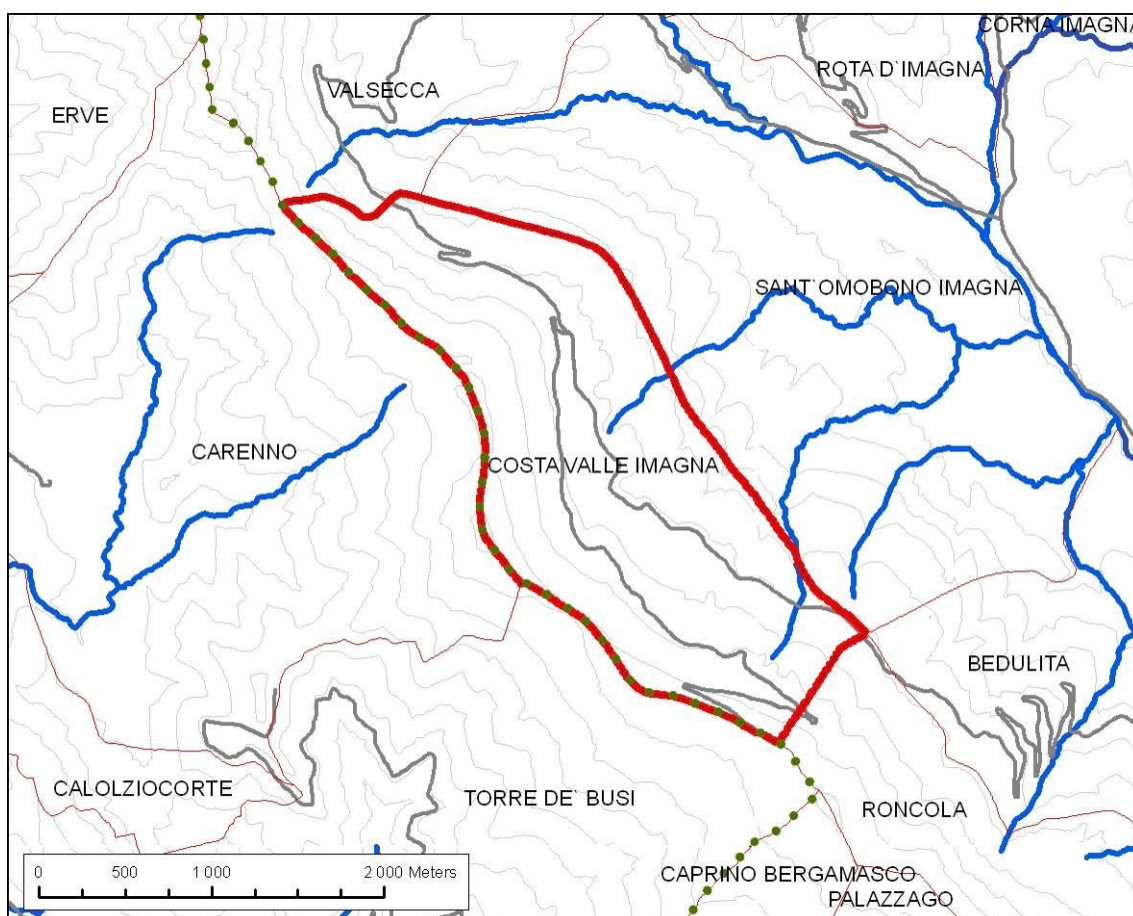 CORNA IMAGNA
ROTA D`IMAGNA
VALSECCA
ERVE
SANT`OMOBONO IMAGNA
CARENNO
COSTA VALLE IMAGNA
BEDULITA
CALOLZIOCORTE
TORRE DE` BUSI
RONCOLA
CAPRINO BERGAMASCO
PALAZZAGO
0 500 1 000 2 000 Meters